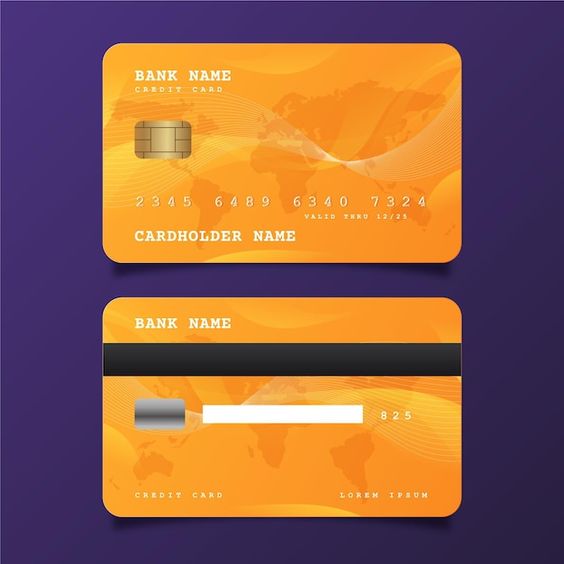 BANK NAME
CREDIT CARD
2345 6489 6340 7324
VALID THRU 12/25
CARDHOLDER NAME
BANK NAME
825
CREDIT CARD LOREM IPSUM